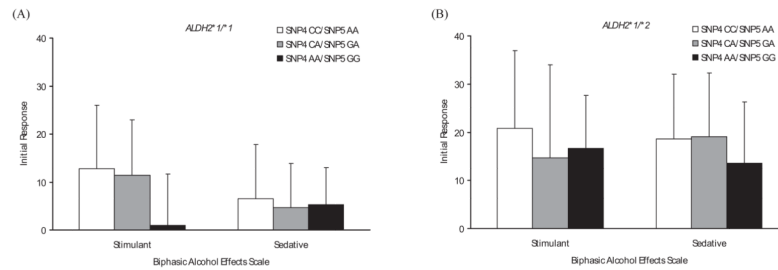 (A)
ALDH2*1/*1
SNP4 CC/SNP5 AA
SNP4 CA/SNP5 GA
SNP4 AA/SNP5 GG
40
30
20
10
0
Initial Response
Stimulant Sedative
Biphasic Alcohol Effects Scale
(B)
ALDH2*1/*2
SNP4 CC/SNP5 AA
SNP4 CA/SNP5 GA
SNP4 AA/SNP5 GG
40
30
20
10
0
Initial Response
Stimulant Sedative
Biphasic Alcohol Effects Scale